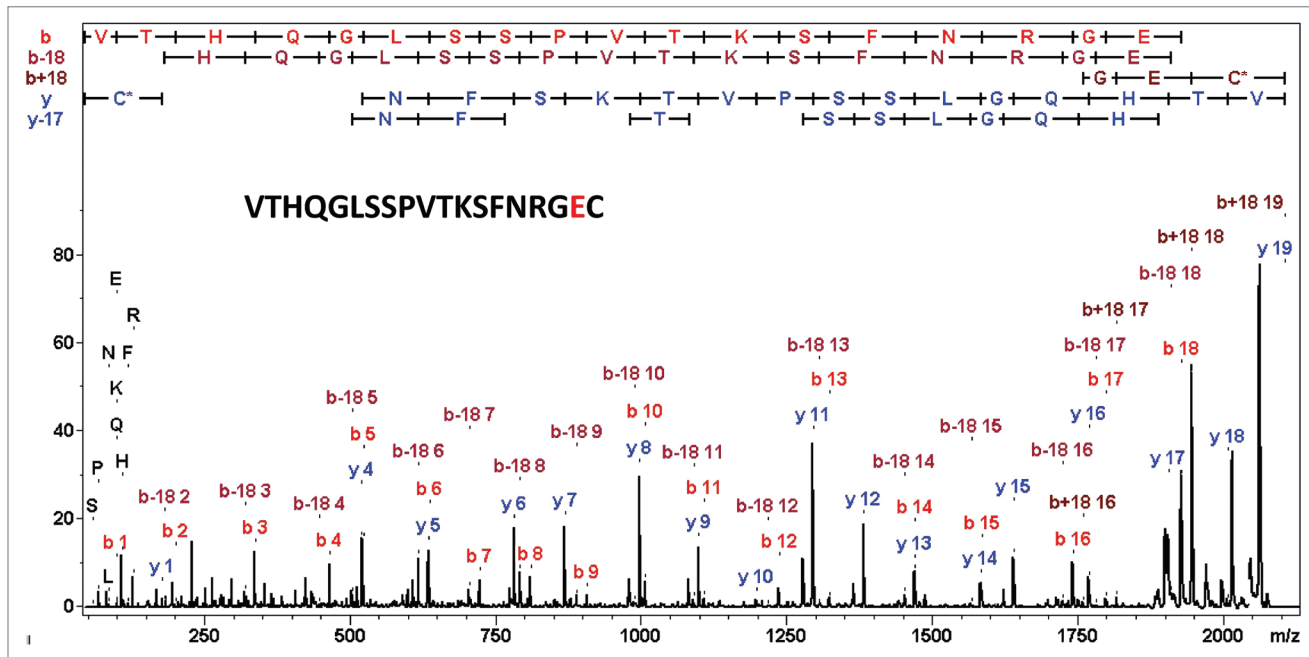 b V T H Q G L S S P V T K S F N R G E
b-18 H Q G L S S P V T K S F N R G E
b+18 G E C*
y C* N F S K T V P S S L G Q H T V
y-17 N F T S S L G Q H
VTHQGLSSPVTKSFNRGEC
b+18 19
b+18 18
y 19
80
E
b-18 18
R
b+18 17
60
N F
b-18 13
b-18 17
b 18
b-18 10
b 13
b 17
K
b-18 5
b 10
y 11
y 16
40
Q
b 5
b-18 7
b-18 9
b-18 15
H
b-18 6
b-18 11
y 18
P
y 4
b-18 8
y 8
b-18 14
b-18 16
y 17
b-18 2
b-18 3
b-18 4
b 6
y 6
y 7
b 11
b-18 12
y 12
b 14
y 15
b+18 16
S
20
b 1
b 2
b 3
b 4
y 5
b 7
b 8
b 9
y 9
b 12
y 13
b 15
b 16
L
y 1
y 10
y 14
0
250 500 750 1000 1250 1500 1750 2000 m/z